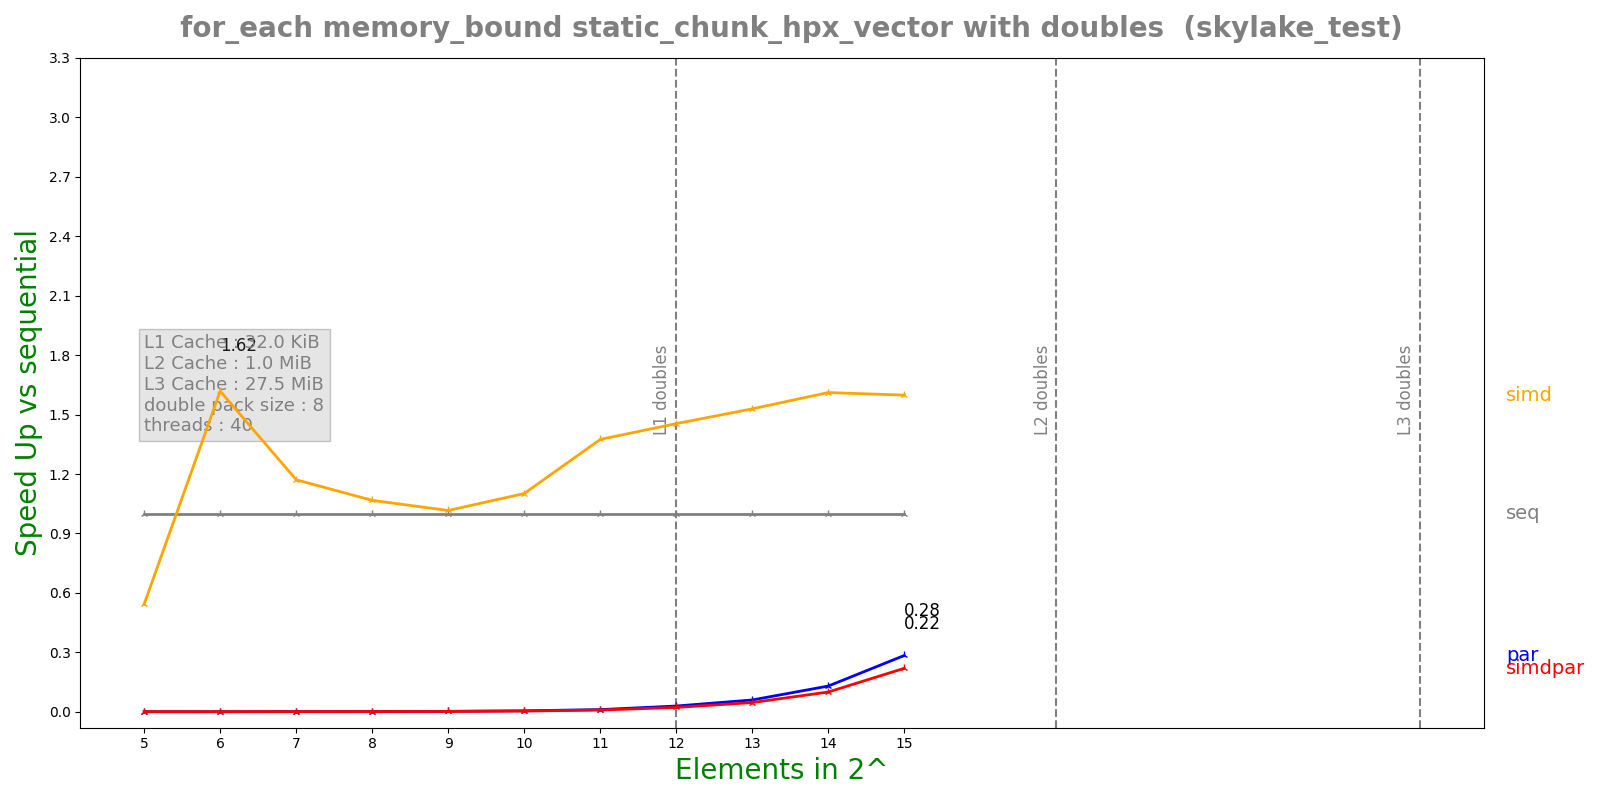 for_each memory_bound static_chunk_hpx_vector with doubles (skylake_test)
Speed Up vs sequential
3.3
3.0
2.7
2.4
2.1
1.8
1.5
1.2
0.9
0.6
0.3
0.0
L1 Cache : 32.0 KiB
L2 Cache : 1.0 MiB
L3 Cache : 27.5 MiB
double pack size : 8
threads : 40
1.62
L1 doubles
L2 doubles
L3 doubles
0.28
0.22
simd
seq
par
simdpar
5 6 7 8 9 10 11 12 13 14 15
Elements in 2^